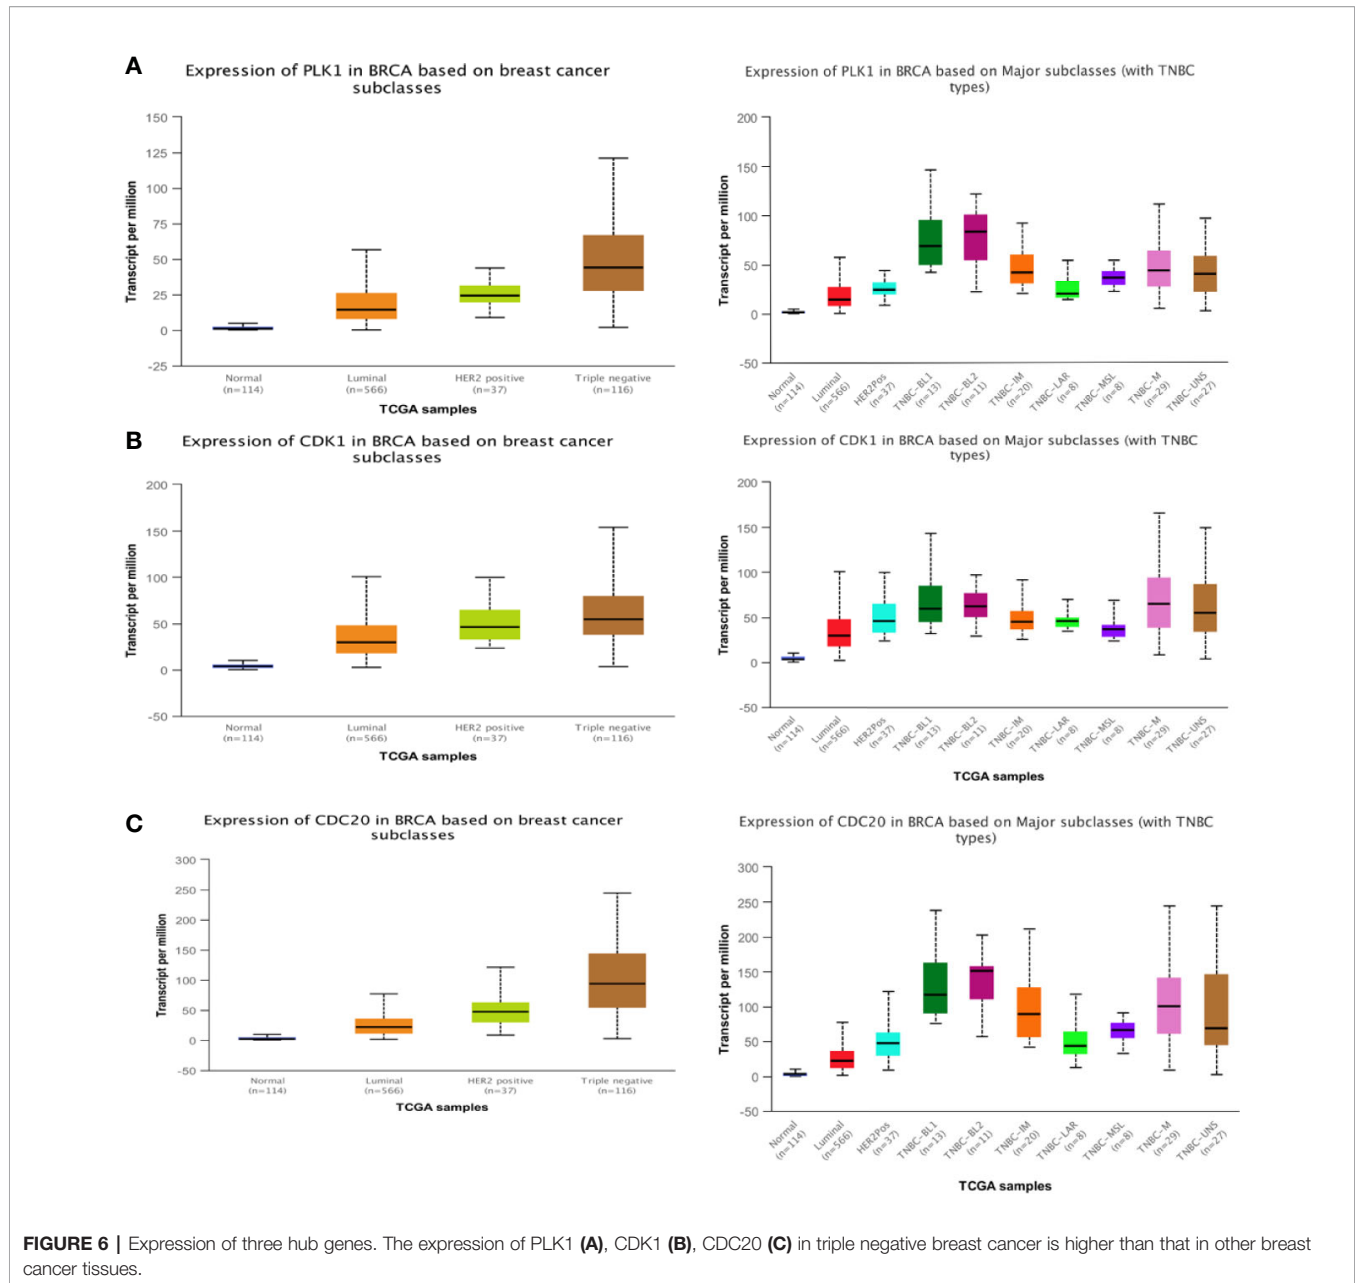 A
Expression of PLK1 in BRCA based on breast cancer
subclasses
150
125
100
75
50
25
0
-25
Transcript per million
Normal
(n=114)
Luminal
(n=566)
HER2 positive
(n=37)
Triple negative
(n=116)
TCGA samples
Expression of PLK1 in BRCA based on Major subclasses (with TNBC
types)
200
150
100
50
0
-50
Transcript per million
Normal
(n=114)
Luminal
(n=566)
HER2Pos
(n=37)
TNBC-BL1
(n=13)
TNBC-BL2
(n=11)
TNBC-IM
(n=20)
TNBC-LAR
(n=8)
TNBC-MSL
(n=8)
TNBC-M
(n=29)
TNBC-UNS
(n=27)
B
Expression of CDK1 in BRCA based on breast cancer
subclasses
200
150
100
50
0
-50
Transcript per million
Normal
(n=114)
Luminal
(n=566)
HER2 positive
(n=37)
Triple negative
(n=116)
TCGA samples
Expression of CDK1 in BRCA based on Major subclasses (with TNBC
types)
200
150
100
50
0
-50
Transcript per million
Normal
(n=114)
Luminal
(n=566)
HER2Pos
(n=37)
TNBC-BL1
(n=13)
TNBC-BL2
(n=11)
TNBC-IM
(n=20)
TNBC-LAR
(n=8)
TNBC-MSL
(n=8)
TNBC-M
(n=29)
TNBC-UNS
(n=27)
TCGA samples
C
Expression of CDC20 in BRCA based on breast cancer
subclasses
300
250
200
150
100
50
0
-50
Transcript per million
Normal
(n=114)
Luminal
(n=566)
HER2 positive
(n=37)
Triple negative
(n=116)
TCGA samples
Expression of CDC20 in BRCA based on Major subclasses (with TNBC
types)
300
250
200
150
100
50
0
-50
Transcript per million
Normal
(n=114)
Luminal
(n=566)
HER2Pos
(n=37)
TNBC-BL1
(n=13)
TNBC-BL2
(n=11)
TNBC-IM
(n=20)
TNBC-LAR
(n=8)
TNBC-MSL
(n=8)
TNBC-M
(n=29)
TNBC-UNS
(n=27)
TCGA samples
FIGURE 6 | Expression of three hub genes. The expression of PLK1 (A), CDK1 (B), CDC20 (C) in triple negative breast cancer is higher than that in other breast
cancer tissues.